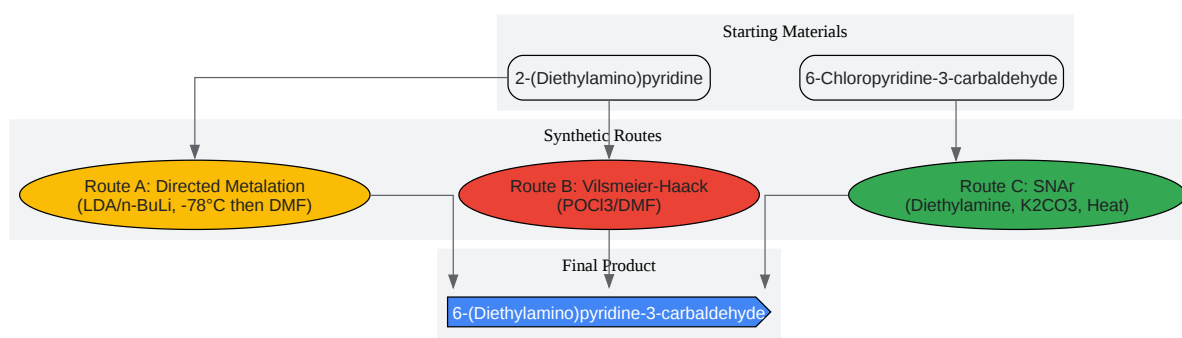 Starting Materials
2-(Diethylamino)pyridine
6-Chloropyridine-3-carbaldehyde
Synthetic Routes
Route A: Directed Metalation
(LDA/n-BuLi, -78°C then DMF)
Route B: Vilsmeier-Haack
(POCl3/DMF)
Route C: SNAr
(Diethylamine, K2CO3, Heat)
Final Product
6-(Diethylamino)pyridine-3-carbaldehyde